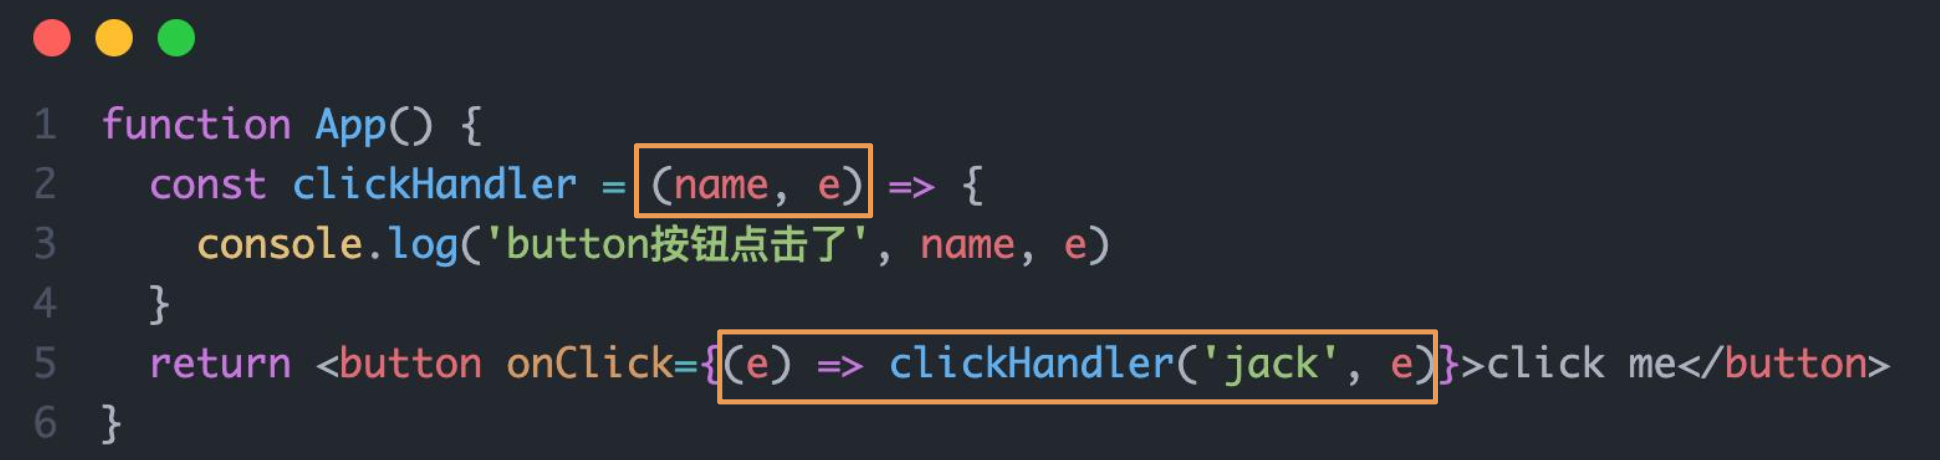 1 function App() {
2   const clickHandler = (name, e) => {
3     console.log('button按钮点击了', name, e)
4   }
5   return <button onClick={(e) => clickHandler('jack', e)}>click me</button>
6 }